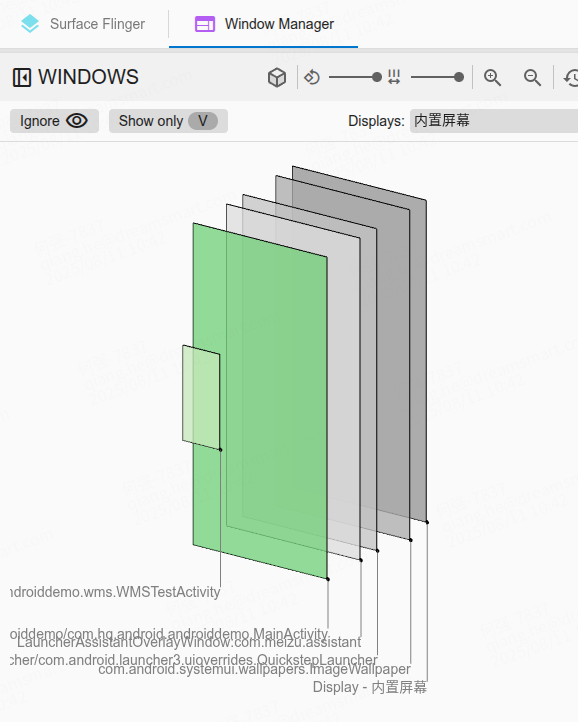 Surface Flinger
Window Manager
WINDOWS
Ignore
Show only V
Displays: 内置屏幕
ndroiddemo.wms.WMSTestActivity
oiddemo/com.hq.android.androiddemo.MainActivity
LauncherAssistantOverlayWindow:com.meizu.assistant
cher/com.android.launcher3.uioverrides.QuickstepLauncher
com.android.systemui.wallpapers.ImageWallpaper
Display - 内置屏幕